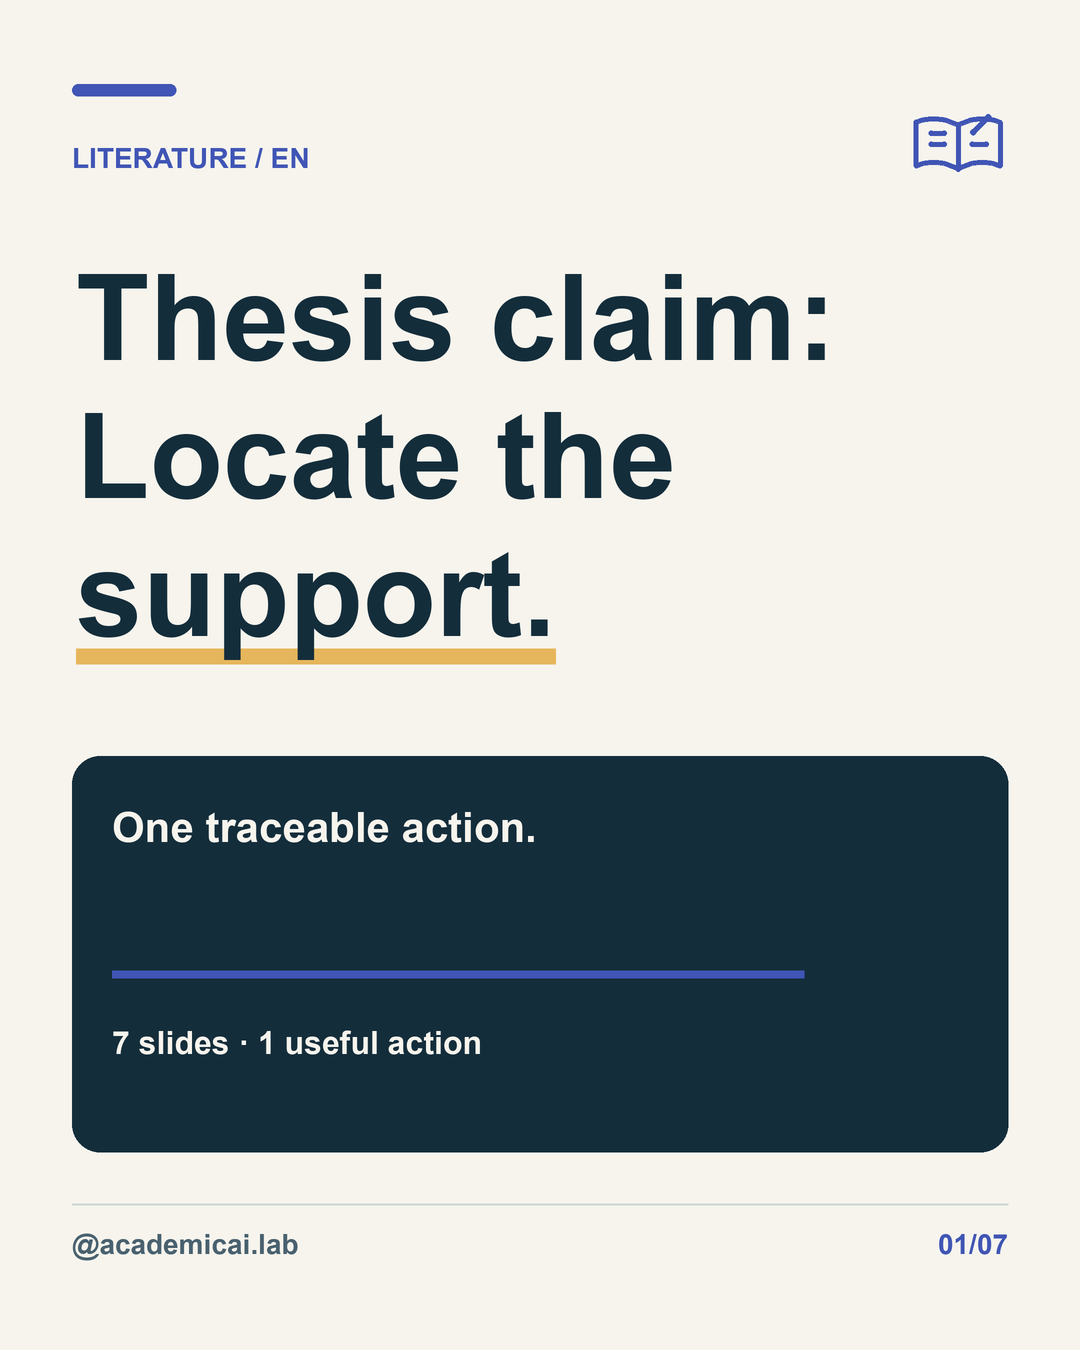 LITERATURE / EN
Thesis claim:
Locate the
support.
One traceable action.
7 slides · 1 useful action
@academicai.lab
01/07